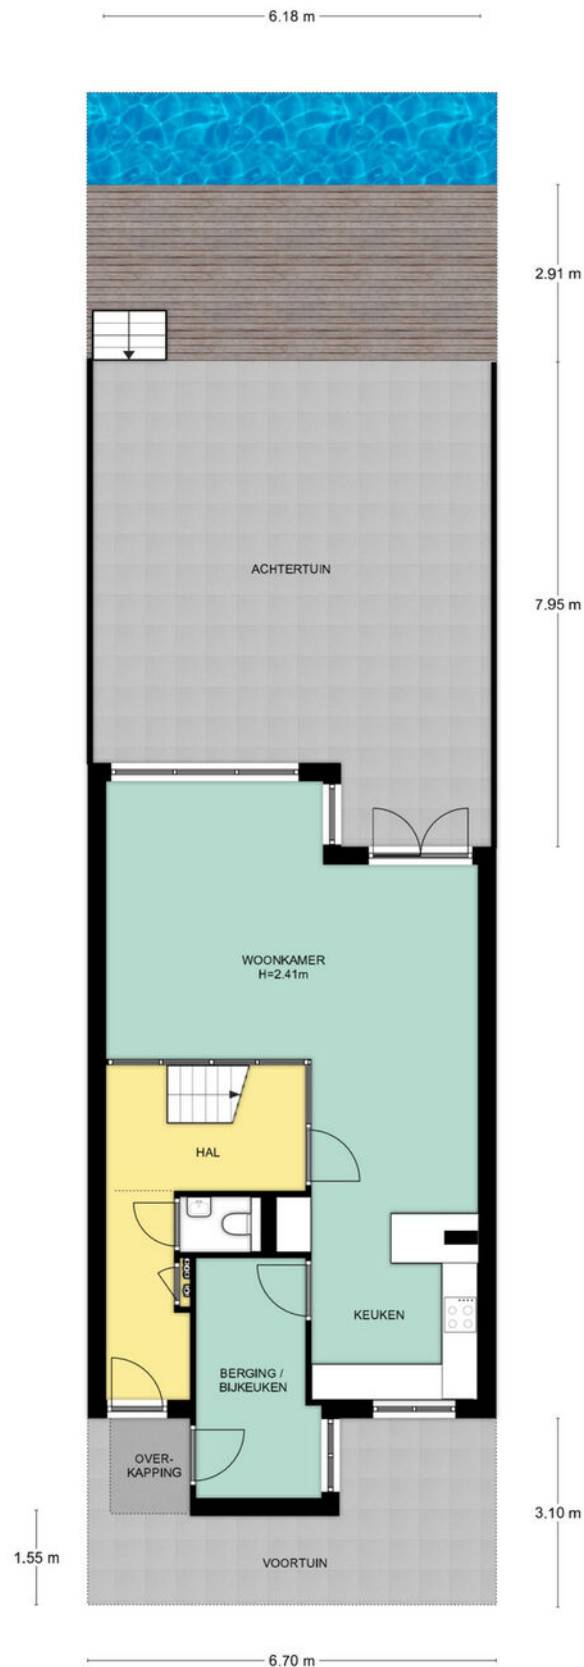 6.18 m
2.91 m
ACHTERTUIN
7.95 m
WOONKAMER
H=2.41m
HAL
KEUKEN
BERGING /
BIJKEUKEN
OVER-
KAPPING
3.10 m
1.55 m
VOORTUIN
6.70 m